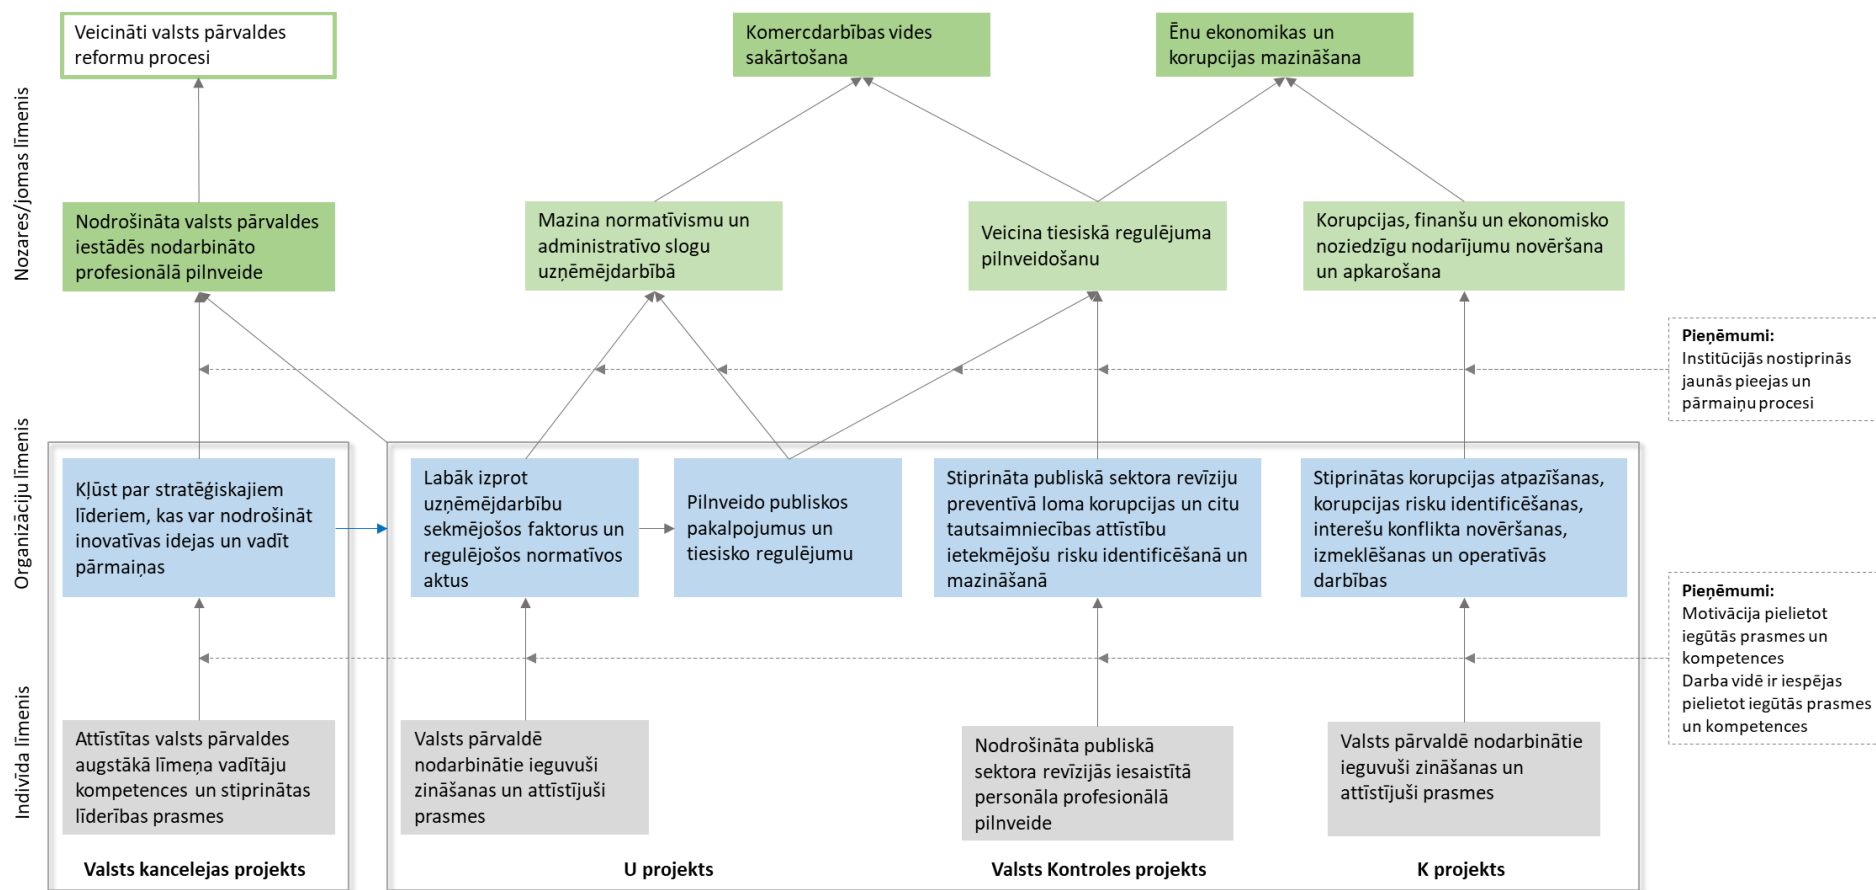 Veicināti valsts pārvaldes
reformu procesi
Komercdarbības vides
sakārtošana
Ēnu ekonomikas un
korupcijas mazināšana
Nozares/jomas līmenis
Nodrošināta valsts pārvaldes
iestādēs nodarbināto
profesionālā pilnveide
Mazina normatīvismu un
administratīvo slogu
uzņēmējdarbībā
Veicina tiesiskā regulējuma
pilnveidošanu
Korupcijas, finanšu un ekonomisko
noziedzīgu nodarījumu novēršana
un apkarošana
Pieņēmumi:
Institūcijās nostiprinās
jaunās pieejas un
pārmaiņu procesi
Organizāciju līmenis
Kļūst par stratēģiskajiem
līderiem, kas var nodrošināt
inovatīvas idejas un vadīt
pārmaiņas
Labāk izprot
uzņēmējdarbību
sekmējošos faktorus un
regulējošos normatīvos
aktus
Pilnveido publiskos
pakalpojumus un
tiesisko regulējumu
Stiprināta publiskā sektora revīziju
preventīvā loma korupcijas un citu
tautsaimniecības attīstību
ietekmējošu risku identificēšanā un
mazināšanā
Stiprinātas korupcijas atpazīšanas,
korupcijas risku identificēšanas,
interešu konflikta novēršanas,
izmeklēšanas un operatīvās
darbības
Pieņēmumi:
Motivācija pielietot
iegūtās prasmes un
kompetences
Darba vidē ir iespējas
pielietot iegūtās prasmes
un kompetences
Indivīda līmenis
Attīstītas valsts pārvaldes
augstākā līmeņa vadītāju
kompetences un stiprinātas
līderības prasmes
Valsts pārvaldē
nodarbinātie ieguvuši
zināšanas un attīstījuši
prasmes
Nodrošināta publiskā
sektora revīzijās iesaistītā
personāla profesionālā
pilnveide
Valsts pārvaldē nodarbinātie
ieguvuši zināšanas un
attīstījuši prasmes
Valsts kancelejas projekts
U projekts
Valsts Kontroles projekts
K projekts